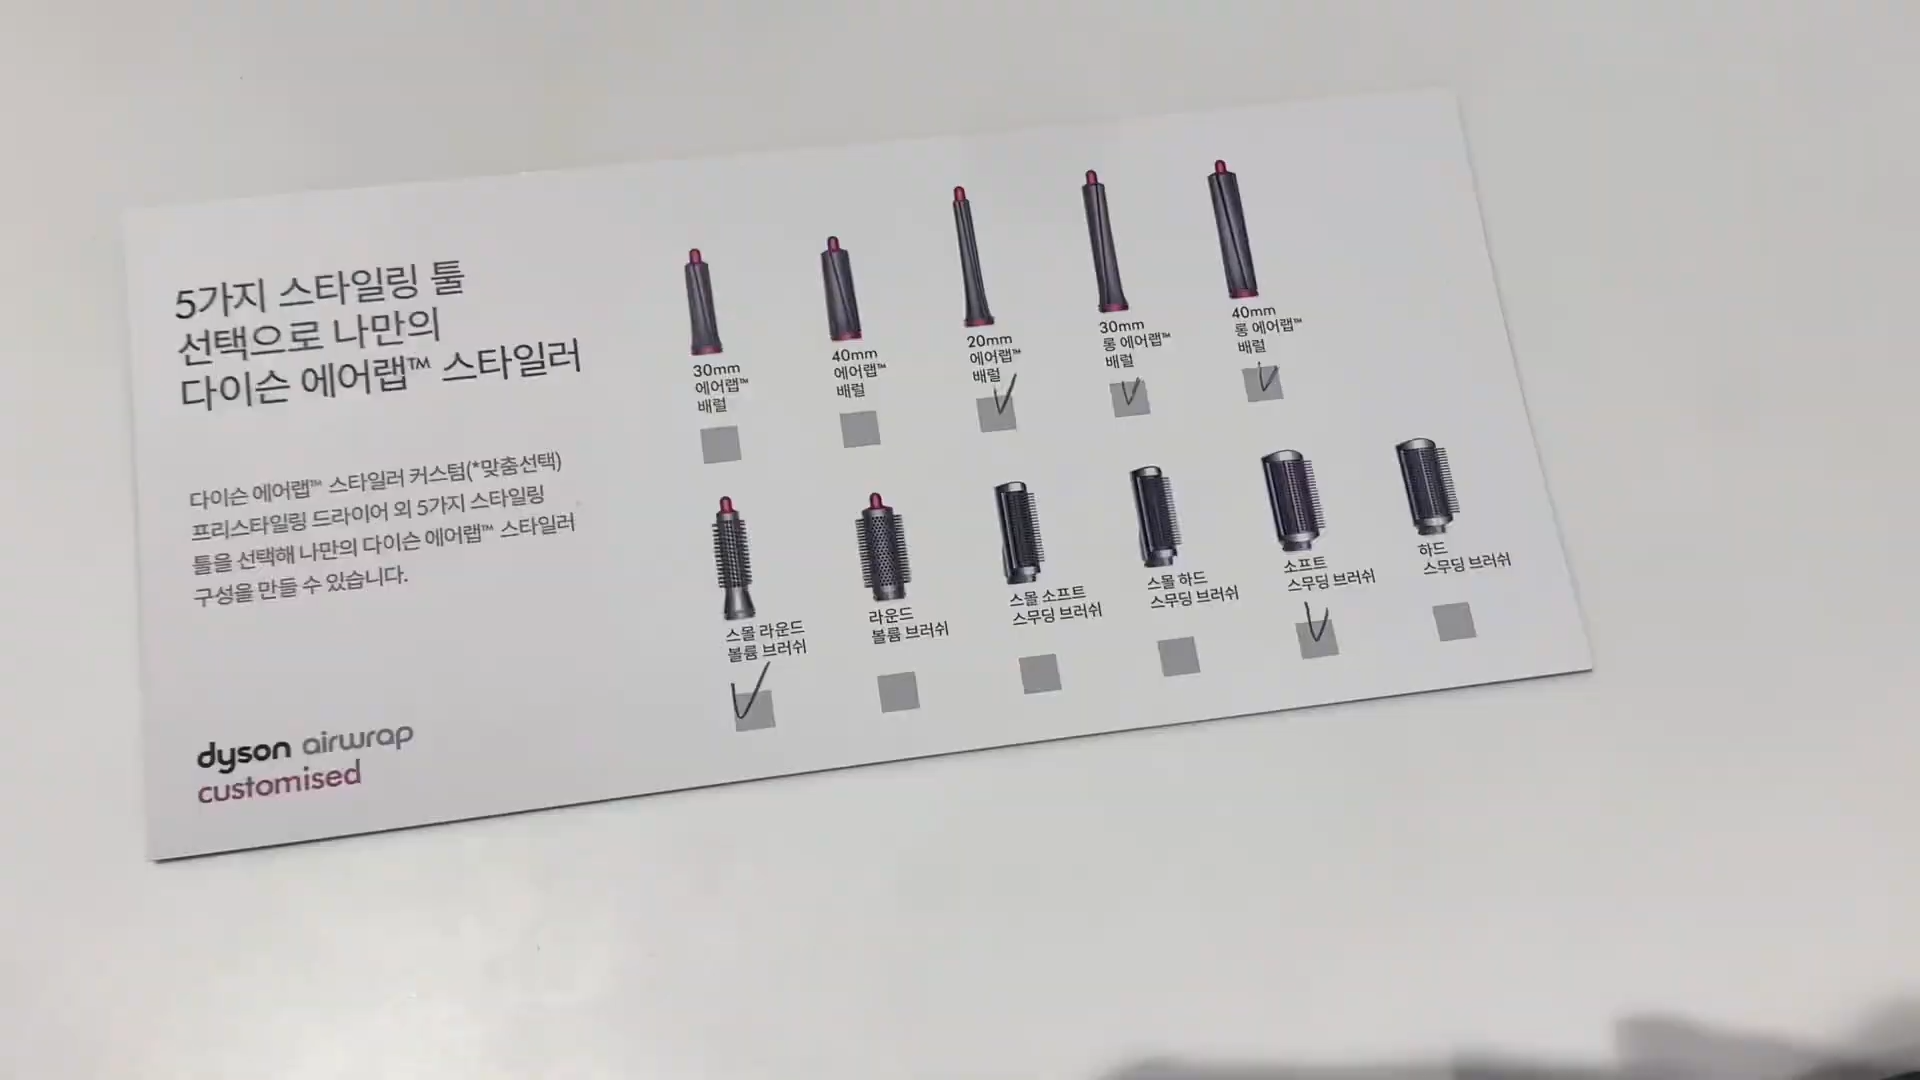 5가지 스타일링 툴
선택으로 나만의
다이슨 에어랩™ 스타일러
다이슨 에어랩™ 스타일러 커스텀(*맞춤선택)
프리스타일링 드라이어 외 5가지 스타일링
툴을 선택해 나만의 다이슨 에어랩™ 스타일러
구성을 만들 수 있습니다.
dyson airwrap
customised
30mm
에어랩™
배럴
40mm
에어랩™
배럴
20mm
에어랩™
배럴
30mm
롱 에어랩™
배럴
40mm
롱 에어랩™
배럴
스몰 라운드
볼륨 브러쉬
라운드
볼륨 브러쉬
스몰 소프트
스무딩 브러쉬
스몰 하드
스무딩 브러쉬
소프트
스무딩 브러쉬
하드
스무딩 브러쉬